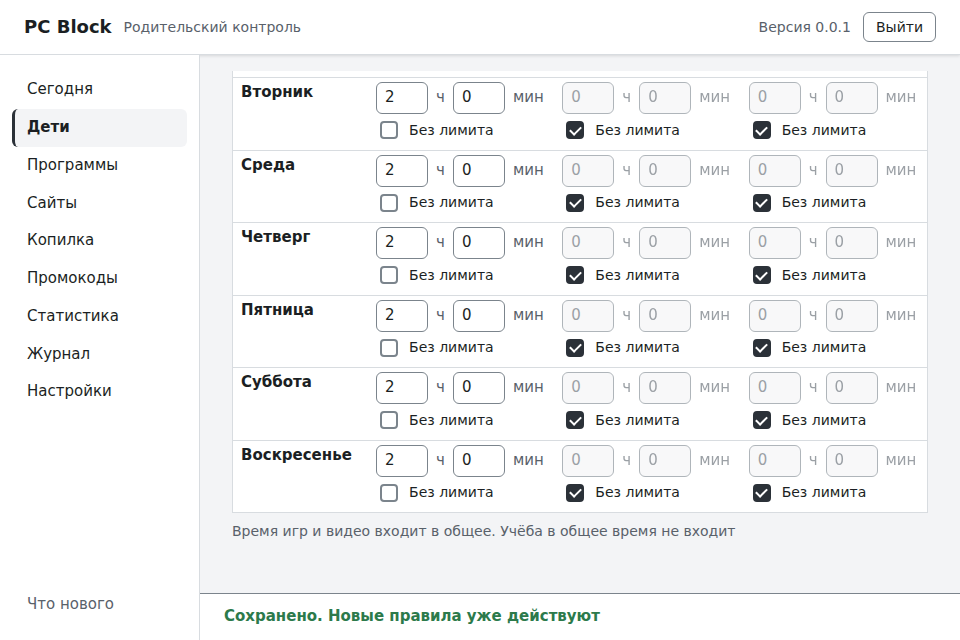 PC Block Родительский контроль Версия 0.0.1 Выйти
Сегодня
Дети
Программы
Сайты
Копилка
Промокоды
Статистика
Журнал
Настройки
Что нового
Вторник 2 ч 0 мин 0 ч 0 мин 0 ч 0 мин
Без лимита Без лимита Без лимита
Среда 2 ч 0 мин 0 ч 0 мин 0 ч 0 мин
Без лимита Без лимита Без лимита
Четверг 2 ч 0 мин 0 ч 0 мин 0 ч 0 мин
Без лимита Без лимита Без лимита
Пятница 2 ч 0 мин 0 ч 0 мин 0 ч 0 мин
Без лимита Без лимита Без лимита
Суббота 2 ч 0 мин 0 ч 0 мин 0 ч 0 мин
Без лимита Без лимита Без лимита
Воскресенье 2 ч 0 мин 0 ч 0 мин 0 ч 0 мин
Без лимита Без лимита Без лимита
Время игр и видео входит в общее. Учёба в общее время не входит
Сохранено. Новые правила уже действуют